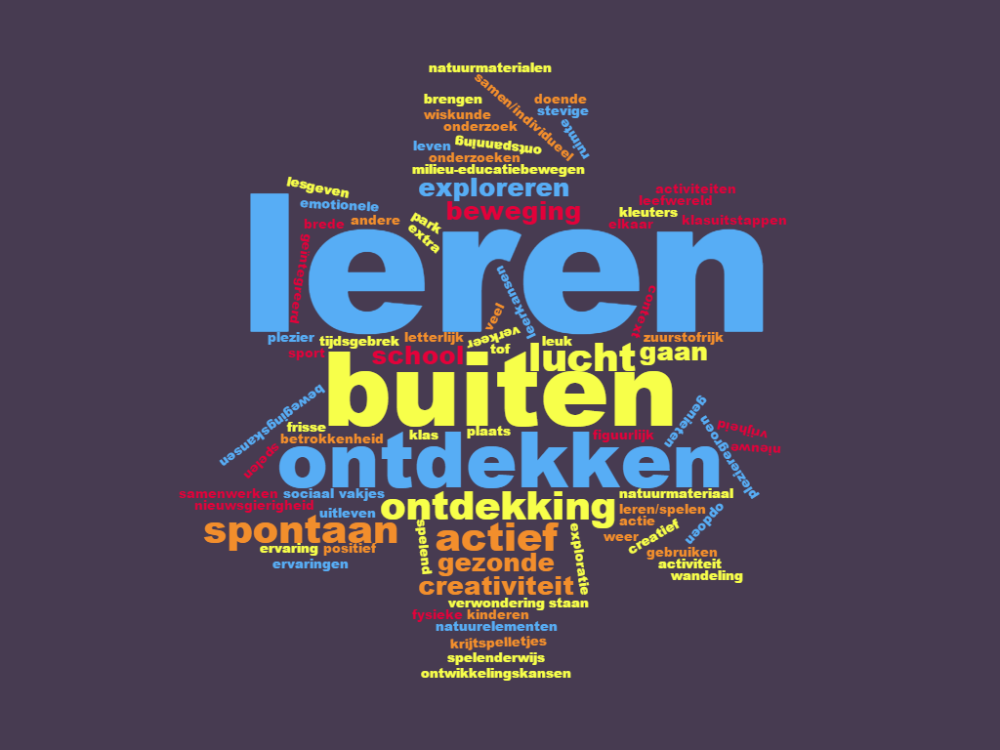 natuurmaterialen
samen/individueel
brengen
doende
wiskunde
stevige
onderzoek
ruimte
leven
ontspanning
onderzoeken
milieu-educatiebewegen
lesgeven
exploreren
activiteiten
leefwereld
emotionele
beweging
kleuters
brede
andere
park
extra
elkaar
klasuitstappen
leren
geïntegreerd
leerkansen
veel
context
plezier
tijdsgebrek
letterlijk
verkeer
leuk
zuurstofrijk
sport
school
tof
lucht
gaan
buiten
bewegingskansen
genieten
plezieregroen
vrijheid
frisse
klas
plaats
figuurlijk
betrokkenheid
nieuwe
spelen
ontdekken
samenwerken
sociaal vakjes
natuurmateriaal
nieuwsgierigheid
uitleven
ontdekking
leren/spelen
actie
opdoen
spontaan
spelend
actief
exploratie
weer
creatief
ervaring
positief
gebruiken
ervaringen
gezonde
activiteit
wandeling
creativiteit
verwondering staan
fysieke
kinderen
natuurelementen
krijtspelletjes
spelenderwijs
ontwikkelingskansen